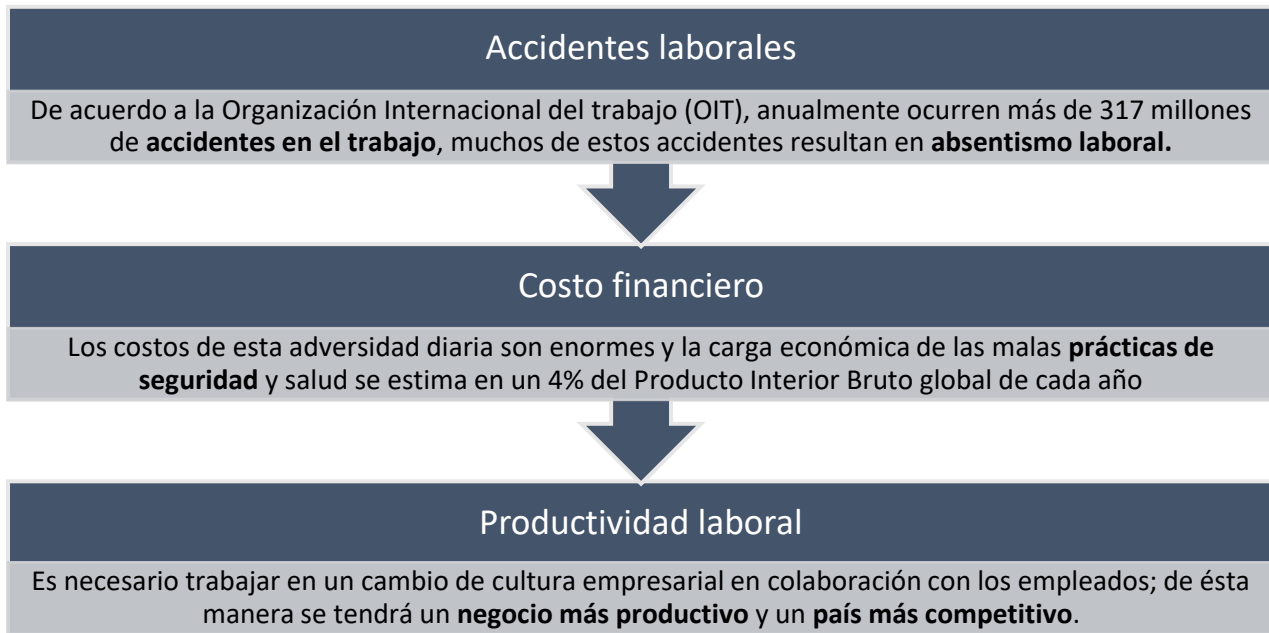 Accidentes laborales
De acuerdo a la Organización Internacional del trabajo (OIT), anualmente ocurren más de 317 millones
de accidentes en el trabajo, muchos de estos accidentes resultan en absentismo laboral.
Costo financiero
Los costos de esta adversidad diaria son enormes y la carga económica de las malas prácticas de
seguridad y salud se estima en un 4% del Producto Interior Bruto global de cada año
Productividad laboral
Es necesario trabajar en un cambio de cultura empresarial en colaboración con los empleados; de ésta
manera se tendrá un negocio más productivo y un país más competitivo.